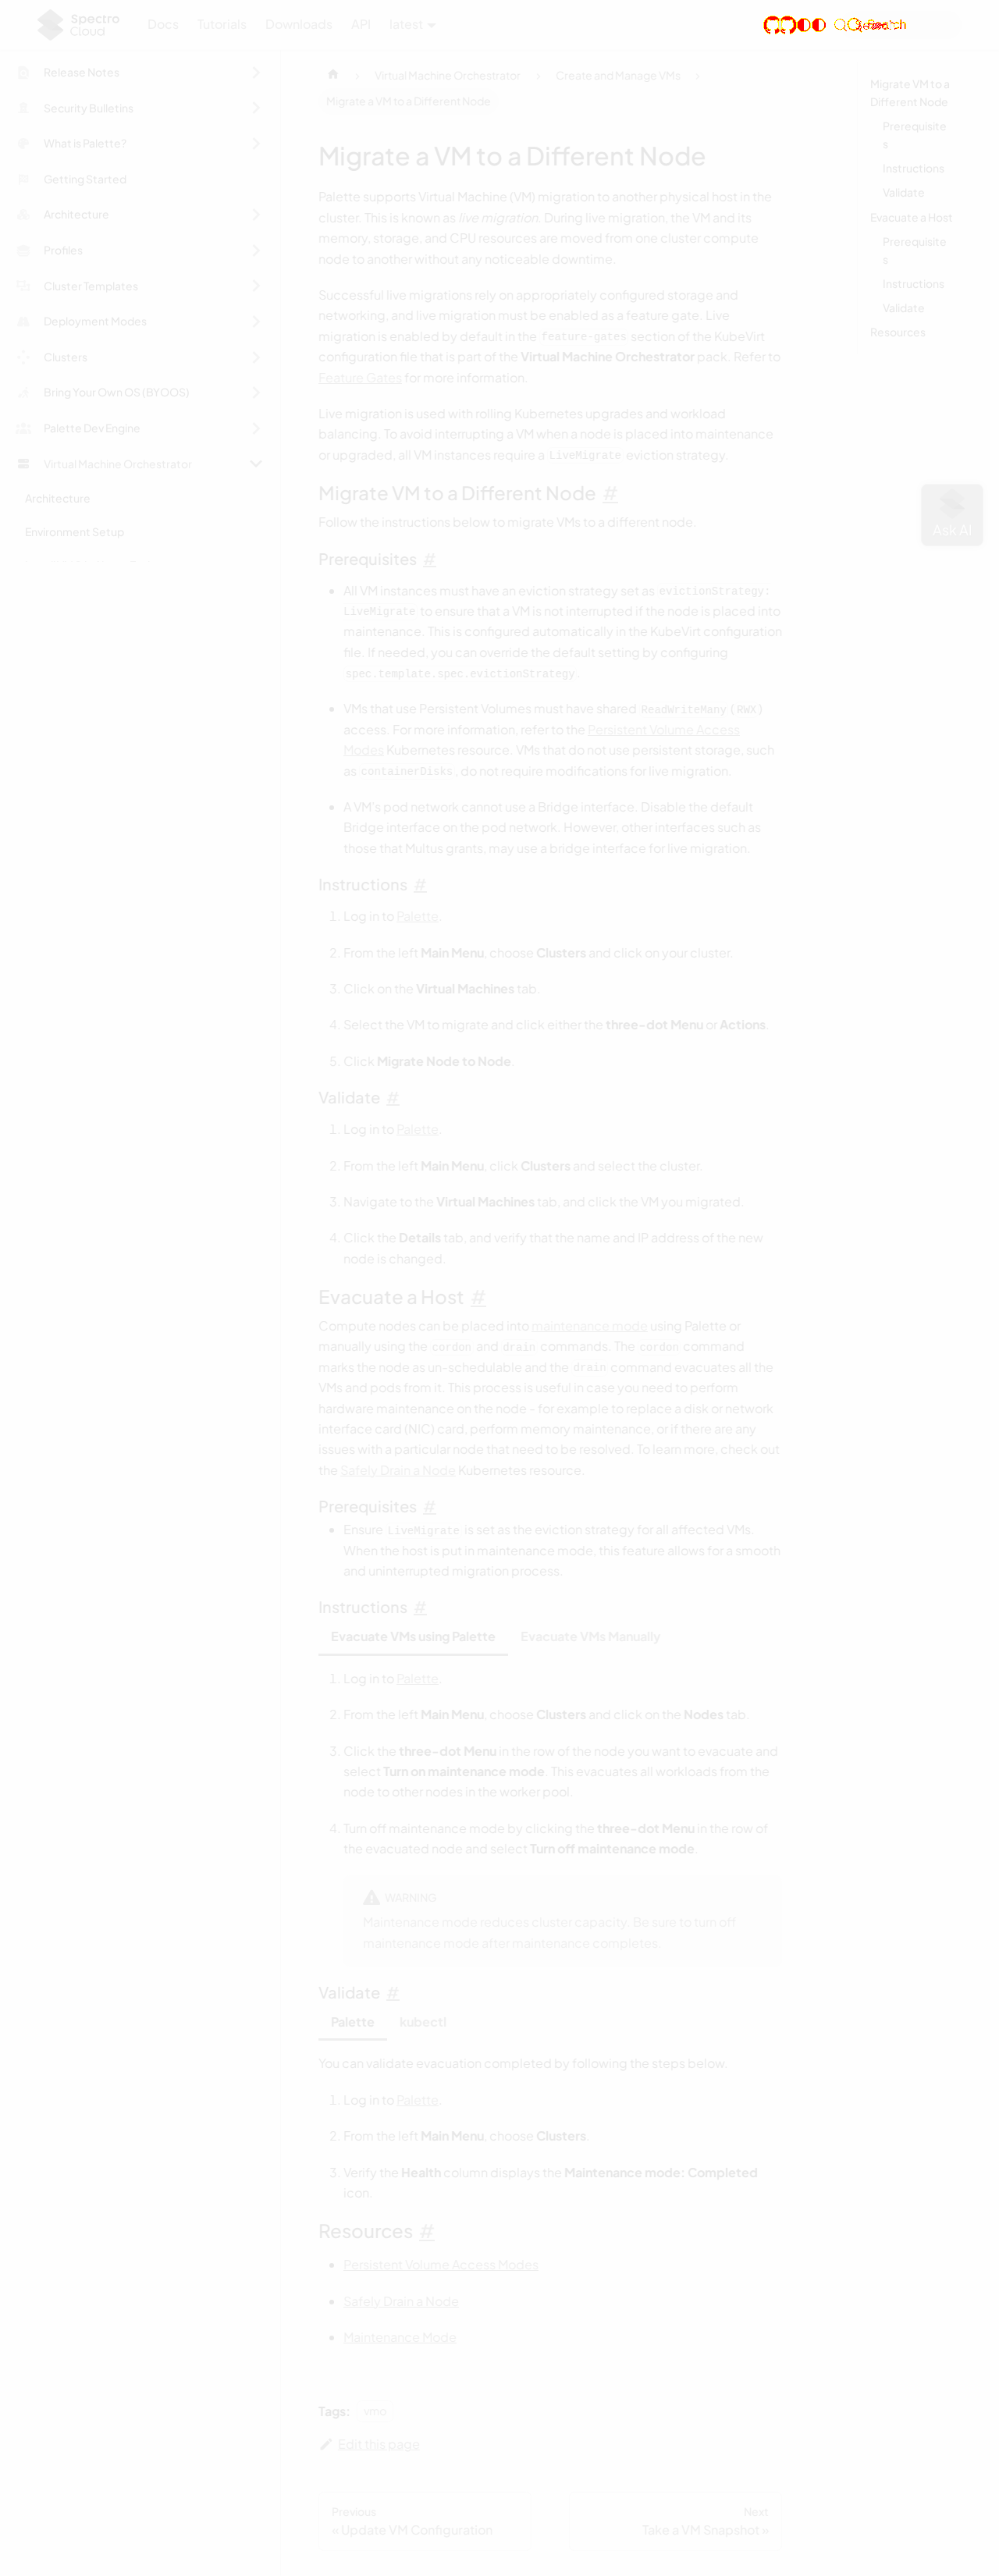 Spectro Cloud
Docs Tutorials Downloads API latest
Search
Release Notes
Security Bulletins
What is Palette?
Getting Started
Architecture
Profiles
Cluster Templates
Deployment Modes
Clusters
Bring Your Own OS (BYOOS)
Palette Dev Engine
Virtual Machine Orchestrator
Architecture
Environment Setup
Virtual Machine Orchestrator
Create and Manage VMs
Migrate a VM to a Different Node
Migrate a VM to a Different Node
Palette supports Virtual Machine (VM) migration to another physical host in the
cluster. This is known as live migration. During live migration, the VM and its
memory, storage, and CPU resources are moved from one cluster compute
node to another without any noticeable downtime.
Successful live migrations rely on appropriately configured storage and
networking, and live migration must be enabled as a feature gate. Live
migration is enabled by default in the feature-gates section of the KubeVirt
configuration file that is part of the Virtual Machine Orchestrator pack. Refer to
Feature Gates for more information.
Live migration is used with rolling Kubernetes upgrades and workload
balancing. To avoid interrupting a VM when a node is placed into maintenance
or upgraded, all VM instances require a LiveMigrate eviction strategy.
Migrate VM to a Different Node #
Follow the instructions below to migrate VMs to a different node.
Prerequisites #
• All VM instances must have an eviction strategy set as evictionStrategy:
LiveMigrate to ensure that a VM is not interrupted if the node is placed into
maintenance. This is configured automatically in the KubeVirt configuration
file. If needed, you can override the default setting by configuring
spec.template.spec.evictionStrategy.
• VMs that use Persistent Volumes must have shared ReadWriteMany (RWX)
access. For more information, refer to the Persistent Volume Access
Modes Kubernetes resource. VMs that do not use persistent storage, such
as containerDisks, do not require modifications for live migration.
• A VM's pod network cannot use a Bridge interface. Disable the default
Bridge interface on the pod network. However, other interfaces such as
those that Multus grants, may use a bridge interface for live migration.
Instructions #
1. Log in to Palette.
2. From the left Main Menu, choose Clusters and click on your cluster.
3. Click on the Virtual Machines tab.
4. Select the VM to migrate and click either the three-dot Menu or Actions.
5. Click Migrate Node to Node.
Validate #
1. Log in to Palette.
2. From the left Main Menu, click Clusters and select the cluster.
3. Navigate to the Virtual Machines tab, and click the VM you migrated.
4. Click the Details tab, and verify that the name and IP address of the new
node is changed.
Evacuate a Host #
Compute nodes can be placed into maintenance mode using Palette or
manually using the cordon and drain commands. The cordon command
marks the node as un-schedulable and the drain command evacuates all the
VMs and pods from it. This process is useful in case you need to perform
hardware maintenance on the node - for example to replace a disk or network
interface card (NIC) card, perform memory maintenance, or if there are any
issues with a particular node that need to be resolved. To learn more, check out
the Safely Drain a Node Kubernetes resource.
Prerequisites #
• Ensure LiveMigrate is set as the eviction strategy for all affected VMs.
When the host is put in maintenance mode, this feature allows for a smooth
and uninterrupted migration process.
Instructions #
Evacuate VMs using Palette Evacuate VMs Manually
1. Log in to Palette.
2. From the left Main Menu, choose Clusters and click on the Nodes tab.
3. Click the three-dot Menu in the row of the node you want to evacuate and
select Turn on maintenance mode. This evacuates all workloads from the
node to other nodes in the worker pool.
4. Turn off maintenance mode by clicking the three-dot Menu in the row of
the evacuated node and select Turn off maintenance mode.
WARNING
Maintenance mode reduces cluster capacity. Be sure to turn off
maintenance mode after maintenance completes.
Validate #
Palette kubectl
You can validate evacuation completed by following the steps below.
1. Log in to Palette
2. From the left Main Menu, choose Clusters.
3. Verify the Health column displays the Maintenance mode: Completed
icon.
Resources #
• Persistent Volume Access Modes
• Safely Drain a Node
• Maintenance Mode
Tags: vmo
Edit this page
Previous
« Update VM Configuration
Next
Take a VM Snapshot »
Migrate VM to a
Different Node
Prerequisite
s
Instructions
Validate
Evacuate a Host
Prerequisite
s
Instructions
Validate
Resources
Ask AI